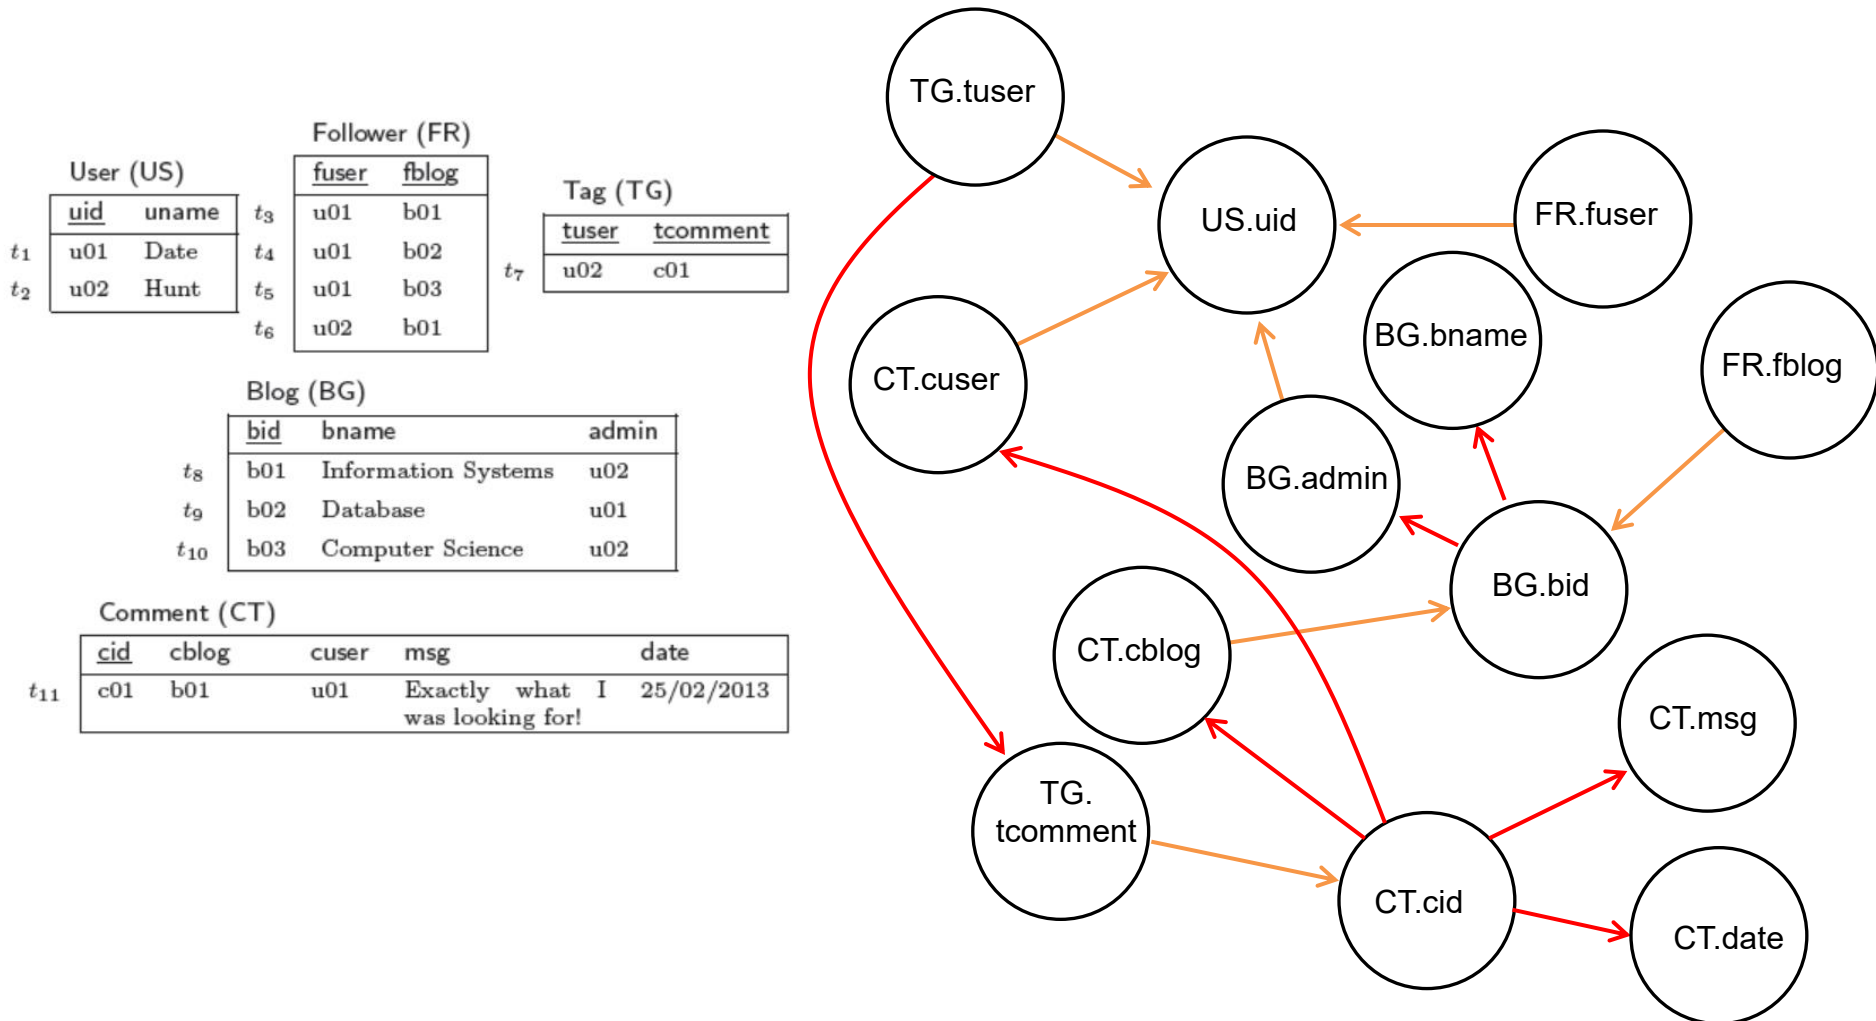 User (US)
uid uname
t1 u01 Date
t2 u02 Hunt
Follower (FR)
fuser fblog
t3 u01 b01
t4 u01 b02
t5 u01 b03
t6 u02 b01
Tag (TG)
tuser tcomment
t7 u02 c01
Blog (BG)
bid bname admin
t8 b01 Information Systems u02
t9 b02 Database u01
t10 b03 Computer Science u02
Comment (CT)
cid cblog cuser msg date
t11 c01 b01 u01 Exactly what I 25/02/2013
was looking for!
TG.tuser
US.uid
FR.fuser
BG.bname
FR.fblog
CT.cuser
BG.admin
BG.bid
CT.cblog
CT.msg
TG.
tcomment
CT.cid
CT.date